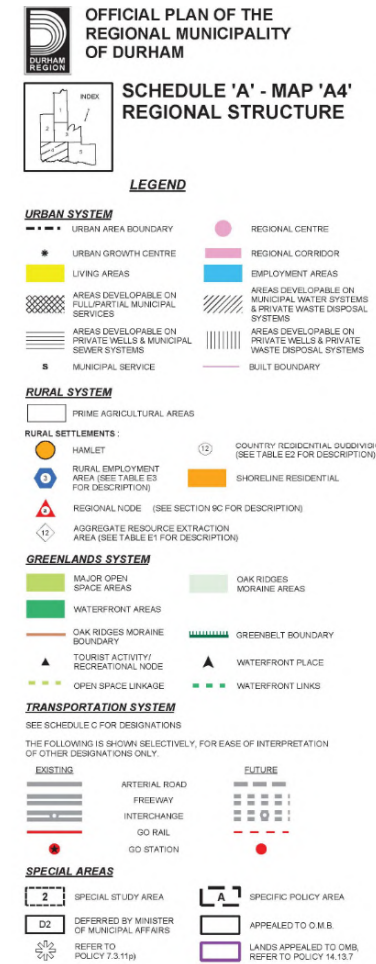 DURHAM
REGION
OFFICIAL PLAN OF THE
REGIONAL MUNICIPALITY
OF DURHAM
INDEX
1
2
3
4
5
SCHEDULE 'A' - MAP 'A4'
REGIONAL STRUCTURE
LEGEND
URBAN SYSTEM
URBAN AREA BOUNDARY
REGIONAL CENTRE
URBAN GROWTH CENTRE
REGIONAL CORRIDOR
LIVING AREAS
EMPLOYMENT AREAS
AREAS DEVELOPABLE ON
FULL/PARTIAL MUNICIPAL
SERVICES
AREAS DEVELOPABLE ON
MUNICIPAL WATER SYSTEMS
& PRIVATE WASTE DISPOSAL
SYSTEMS
AREAS DEVELOPABLE ON
PRIVATE WELLS & MUNICIPAL
SEWER SYSTEMS
AREAS DEVELOPABLE ON
PRIVATE WELLS & PRIVATE
WASTE DISPOSAL SYSTEMS
S MUNICIPAL SERVICE
BUILT BOUNDARY
RURAL SYSTEM
PRIME AGRICULTURAL AREAS
RURAL SETTLEMENTS :
HAMLET
12 COUNTRY RESIDENTIAL SUBDIVIS
(SEE TABLE E2 FOR DESCRIPTION)
3 RURAL EMPLOYMENT
AREA (SEE TABLE E3
FOR DESCRIPTION)
SHORELINE RESIDENTIAL
REGIONAL NODE (SEE SECTION 9C FOR DESCRIPTION)
12 AGGREGATE RESOURCE EXTRACTION
AREA (SEE TABLE E1 FOR DESCRIPTION)
GREENLANDS SYSTEM
MAJOR OPEN
SPACE AREAS
OAK RIDGES
MORAINE AREAS
WATERFRONT AREAS
OAK RIDGES MORAINE
BOUNDARY
GREENBELT BOUNDARY
TOURIST ACTIVITY/
RECREATIONAL NODE
WATERFRONT PLACE
OPEN SPACE LINKAGE
WATERFRONT LINKS
TRANSPORTATION SYSTEM
SEE SCHEDULE C FOR DESIGNATIONS
THE FOLLOWING IS SHOWN SELECTIVELY, FOR EASE OF INTERPRETATION
OF OTHER DESIGNATIONS ONLY.
EXISTING
FUTURE
ARTERIAL ROAD
FREEWAY
INTERCHANGE
GO RAIL
GO STATION
SPECIAL AREAS
2 SPECIAL STUDY AREA
A SPECIFIC POLICY AREA
D2 DEFERRED BY MINISTER
OF MUNICIPAL AFFAIRS
APPEALED TO O.M.B.
REFER TO
POLICY 7.3.11p)
LANDS APPEALED TO OMB,
REFER TO POLICY 14.13.7